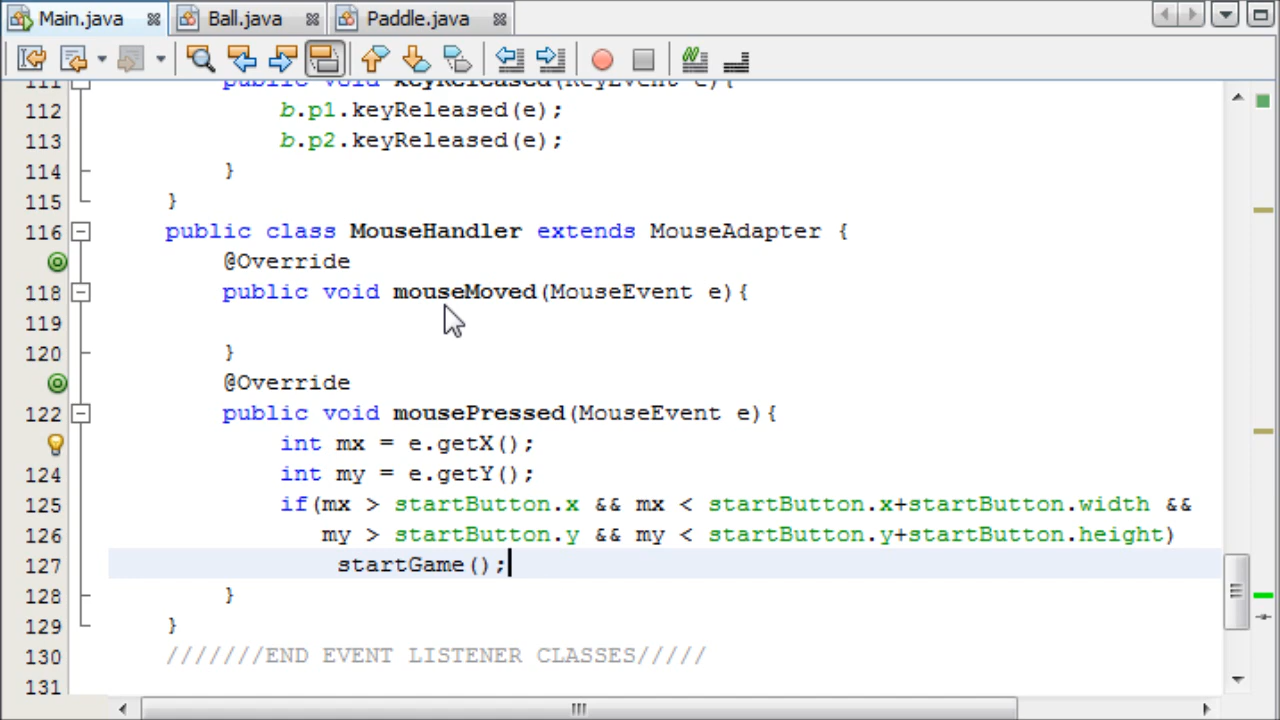 Main.java Ball.java Paddle.java
111 public void keyReleased(KeyEvent e){
112 b.p1.keyReleased(e);
113 b.p2.keyReleased(e);
114 }
115 }
116 public class MouseHandler extends MouseAdapter {
@Override
118 public void mouseMoved(MouseEvent e){
119
120 }
@Override
122 public void mousePressed(MouseEvent e){
int mx = e.getX();
124 int my = e.getY();
125 if(mx > startButton.x && mx < startButton.x+startButton.width &&
126 my > startButton.y && my < startButton.y+startButton.height)
127 startGame();
128 }
129 }
130 ///////END EVENT LISTENER CLASSES/////
131